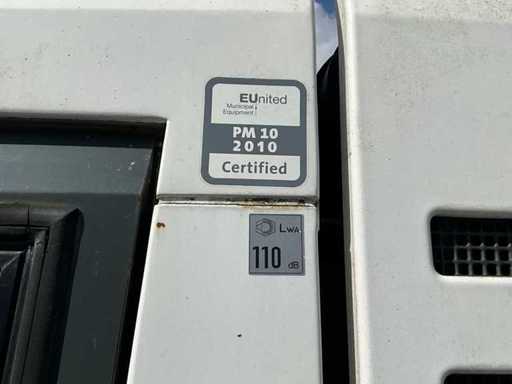 EUnited
Municipal
Equipment
PM 10
2010
Certified
LWA
110 dB